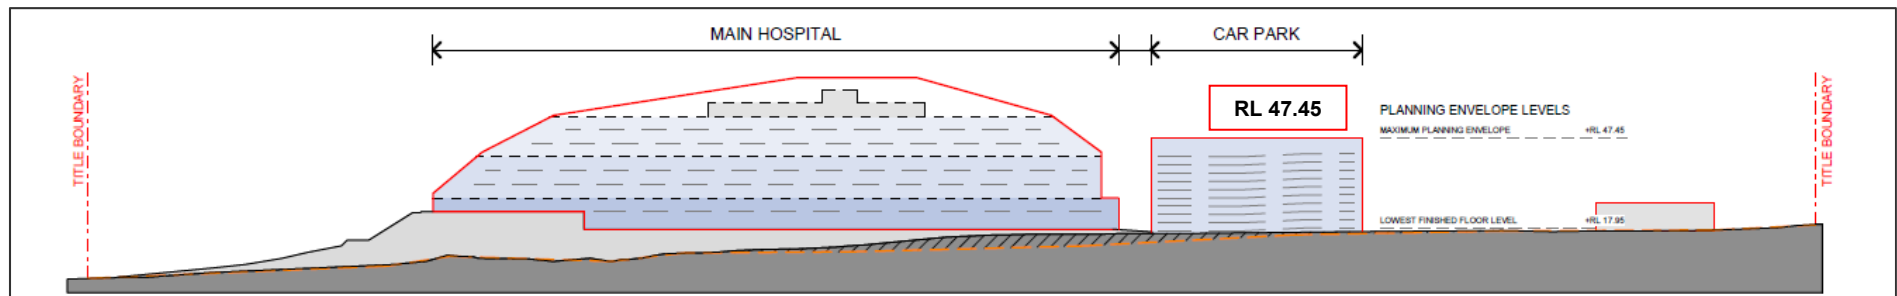 MAIN HOSPITAL
CAR PARK
TITLE BOUNDARY
RL 47.45
PLANNING ENVELOPE LEVELS
MAXIMUM PLANNING ENVELOPE +RL 47.45
TITLE BOUNDARY
LOWEST FINISHED FLOOR LEVEL +RL 17.95